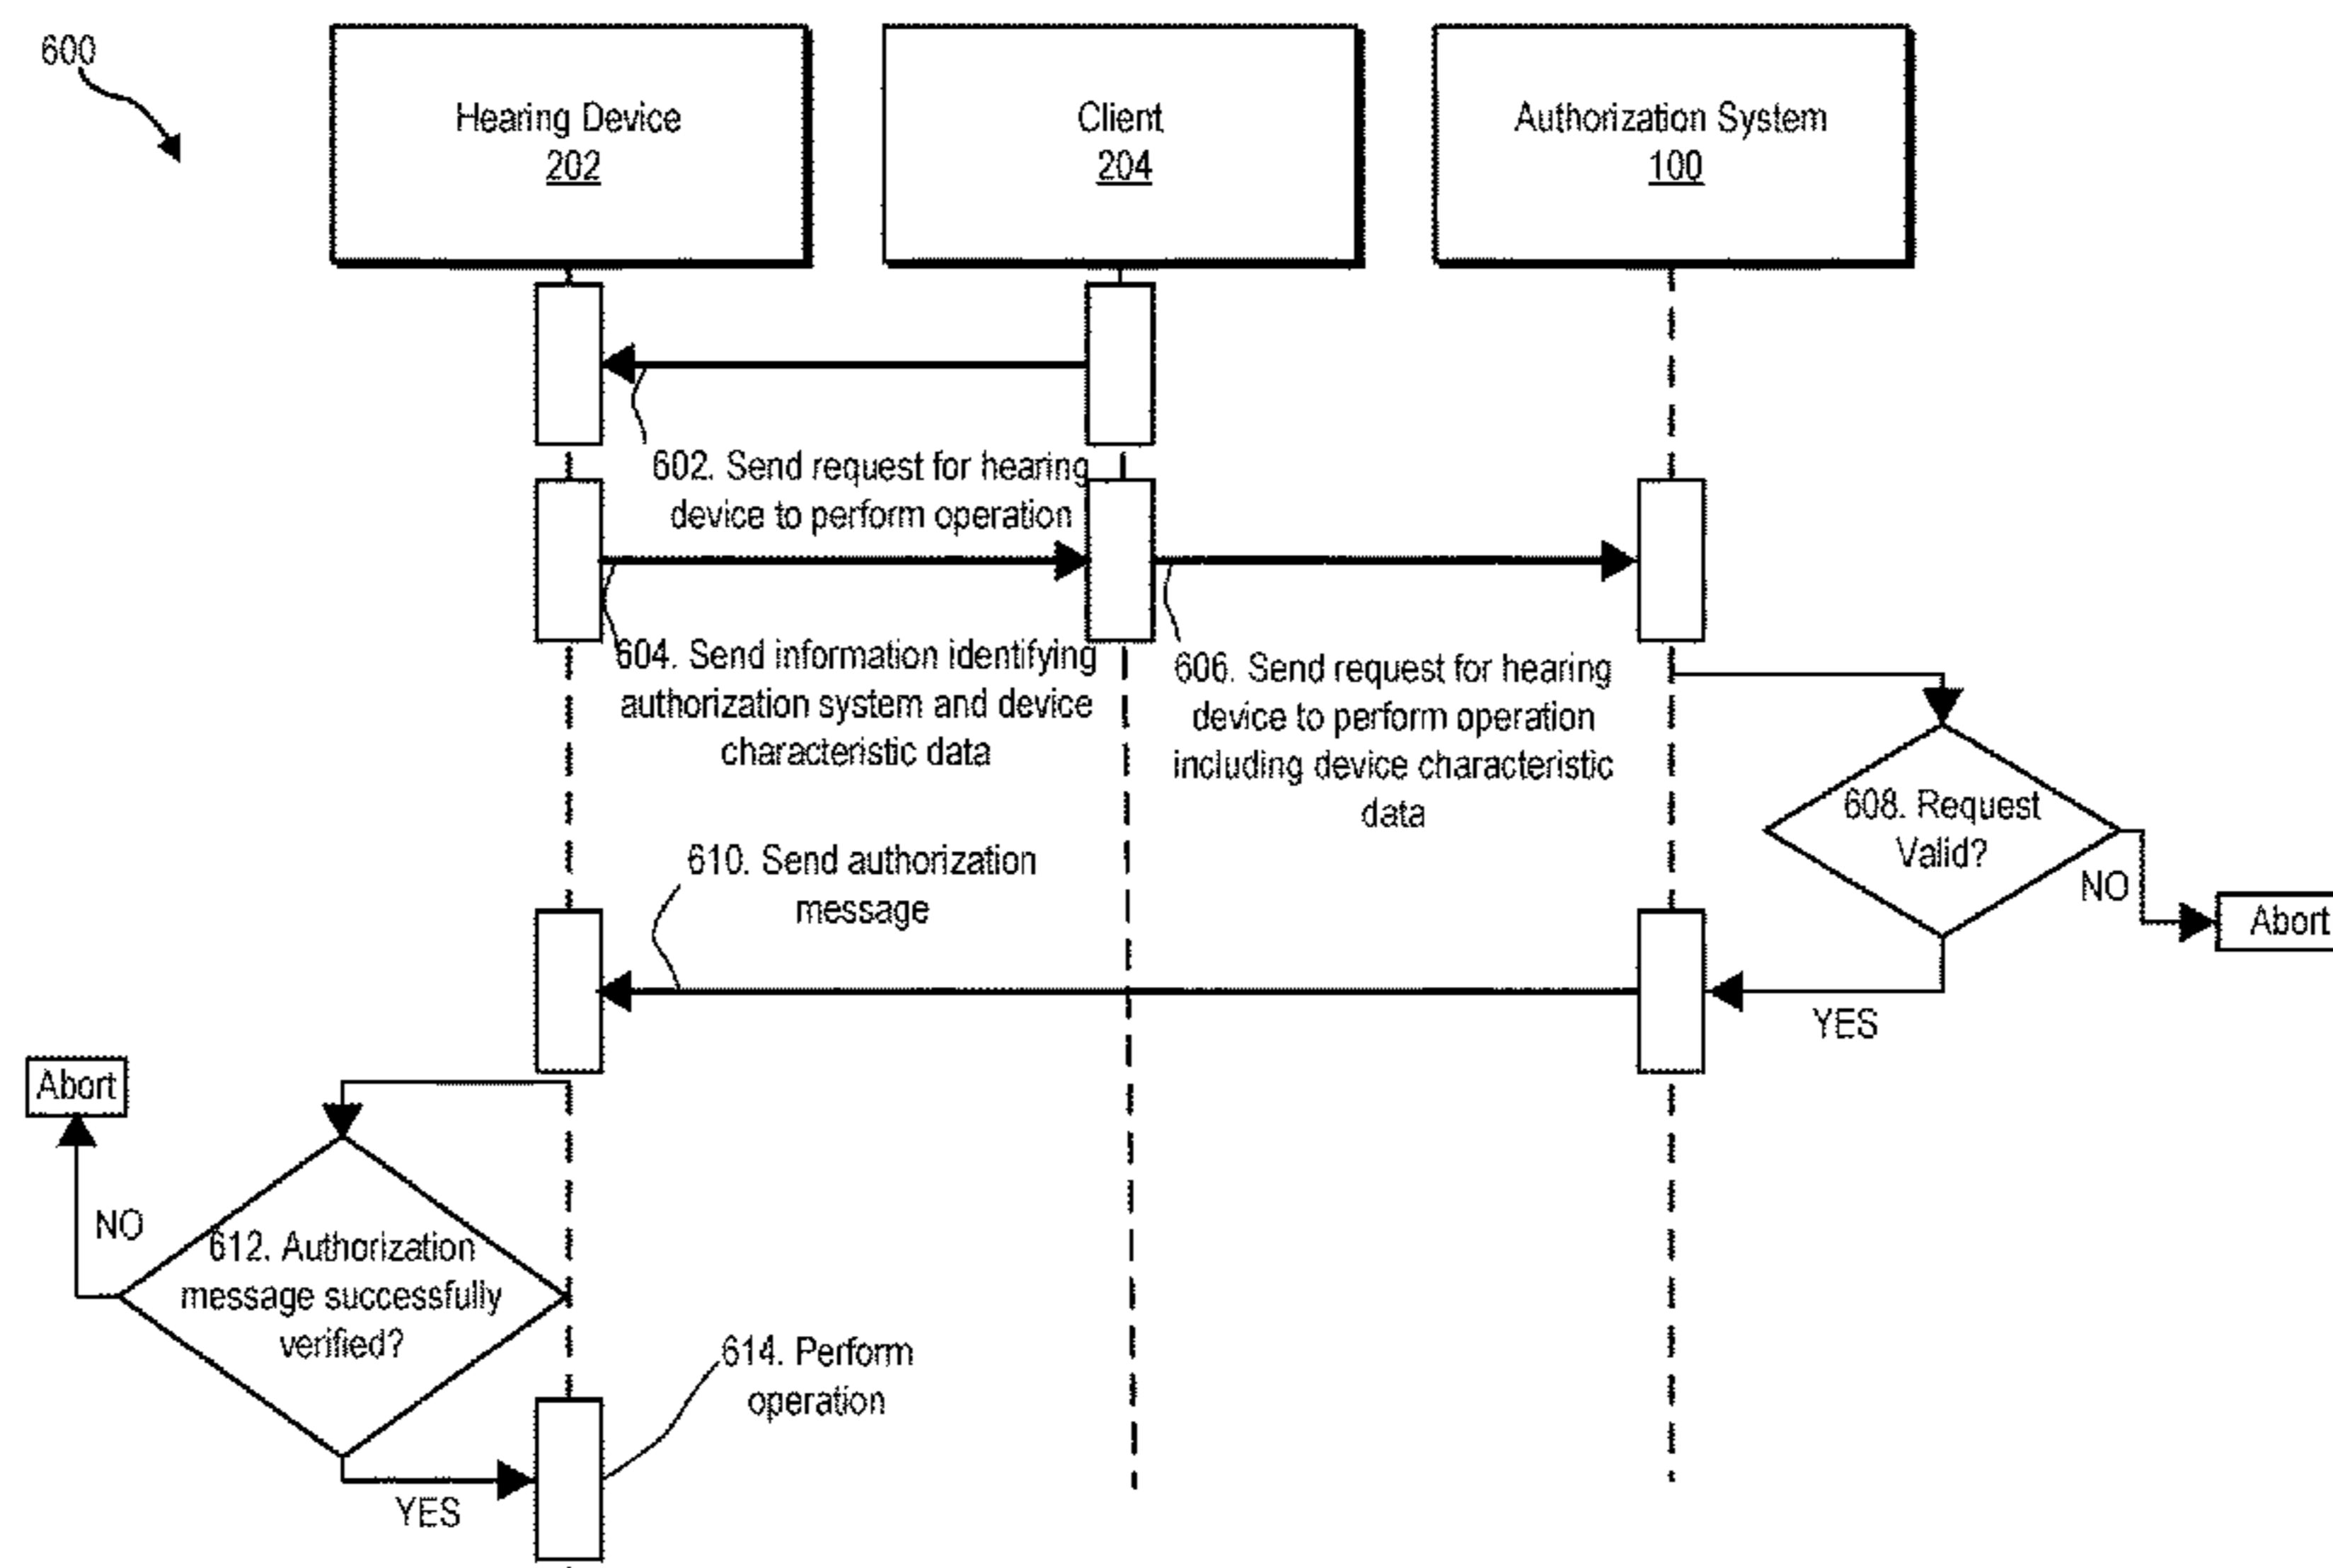 600
Hearing Device
202
Client
204
Authorization System
100
602. Send request for hearing
device to perform operation
604. Send information identifying
authorization system and device
characteristic data
606. Send request for hearing
device to perform operation
including device characteristic
data
608. Request
Valid?
NO
Abort
YES
610. Send authorization
message
Abort
NO
612. Authorization
message successfully
verified?
YES
614. Perform
operation